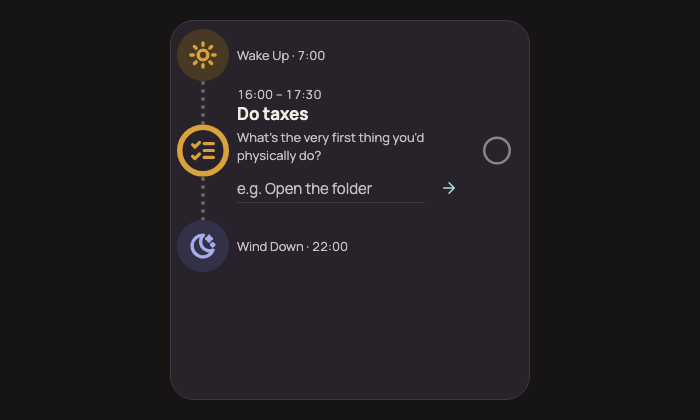 Wake Up · 7:00
16:00 – 17:30
Do taxes
What's the very first thing you'd
physically do?
e.g. Open the folder
Wind Down · 22:00